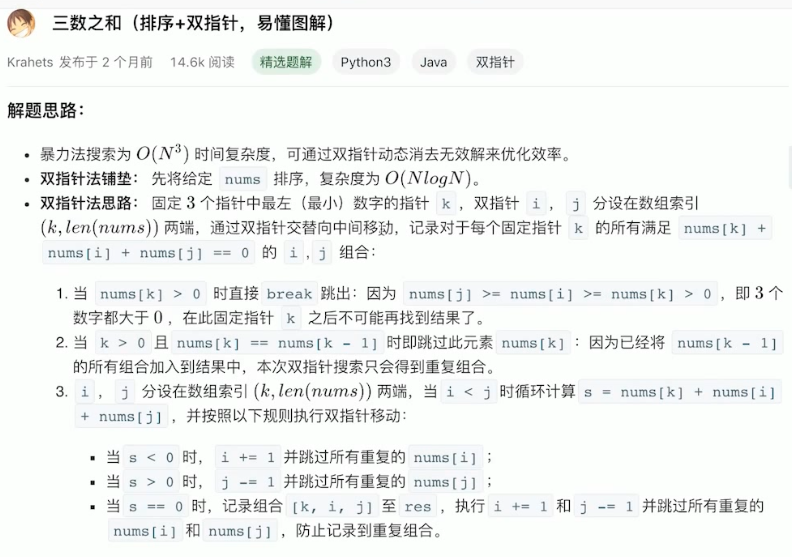 三数之和（排序+双指针，易懂图解）
Krahets 发布于 2 个月前 14.6k 阅读 精选题解 Python3 Java 双指针
解题思路：
• 暴力法搜索为 O(N³) 时间复杂度，可通过双指针动态消去无效解来优化效率。
• 双指针法铺垫： 先将给定 nums 排序，复杂度为 O(NlogN)。
• 双指针法思路： 固定 3 个指针中最左（最小）数字的指针 k ，双指针 i ， j 分设在数组索引
(k, len(nums)) 两端，通过双指针交替向中间移动，记录对于每个固定指针 k 的所有满足 nums[k] +
nums[i] + nums[j] == 0 的 i , j 组合：
1. 当 nums[k] > 0 时直接 break 跳出：因为 nums[j] >= nums[i] >= nums[k] > 0 ，即 3 个
数字都大于 0 ，在此固定指针 k 之后不可能再找到结果了。
2. 当 k > 0 且 nums[k] == nums[k - 1] 时即跳过此元素 nums[k] ：因为已经将 nums[k - 1]
的所有组合加入到结果中，本次双指针搜索只会得到重复组合。
3. i ， j 分设在数组索引 (k, len(nums)) 两端，当 i < j 时循环计算 s = nums[k] + nums[i]
+ nums[j] ，并按照以下规则执行双指针移动：
▪ 当 s < 0 时， i += 1 并跳过所有重复的 nums[i] ；
▪ 当 s > 0 时， j -= 1 并跳过所有重复的 nums[j] ；
▪ 当 s == 0 时，记录组合 [k, i, j] 至 res ，执行 i += 1 和 j -= 1 并跳过所有重复的
nums[i] 和 nums[j] ，防止记录到重复组合。